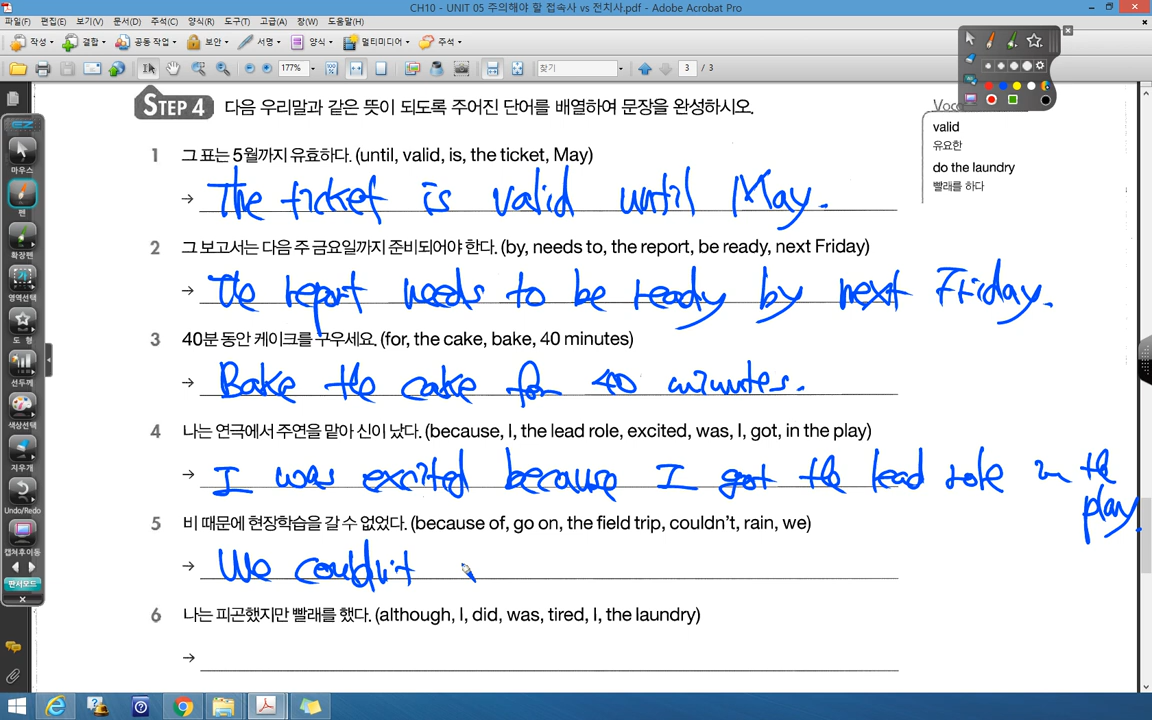 CH10 - UNIT 05 주의해야 할 접속사 vs 전치사.pdf - Adobe Acrobat Pro
파일(F) 편집(E) 보기(V) 문서(D) 주석(C) 양식(R) 도구(T) 고급(A) 창(W) 도움말(H)
작성 결합 공동 작업 보안 서명 양식 멀티미디어 주석
177% 찾기 3 / 3
STEP 4 다음 우리말과 같은 뜻이 되도록 주어진 단어를 배열하여 문장을 완성하시오.
Voca
valid
유요한
do the laundry
빨래를 하다
1 그 표는 5월까지 유효하다. (until, valid, is, the ticket, May)
→ The ticket is valid until May.
2 그 보고서는 다음 주 금요일까지 준비되어야 한다. (by, needs to, the report, be ready, next Friday)
→ The report needs to be ready by next Friday.
3 40분 동안 케이크를 구우세요. (for, the cake, bake, 40 minutes)
→ Bake the cake for 40 minutes.
4 나는 연극에서 주연을 맡아 신이 났다. (because, I, the lead role, excited, was, I, got, in the play)
→ I was excited because I got the lead role in the
play.
5 비 때문에 현장학습을 갈 수 없었다. (because of, go on, the field trip, couldn't, rain, we)
→ We couldn't
6 나는 피곤했지만 빨래를 했다. (although, I, did, was, tired, I, the laundry)
→
EZ
마우스
펜
확장펜
영역선택
도 형
선두께
색상선택
지우개
Undo/Redo
캡쳐후이동
판서모드